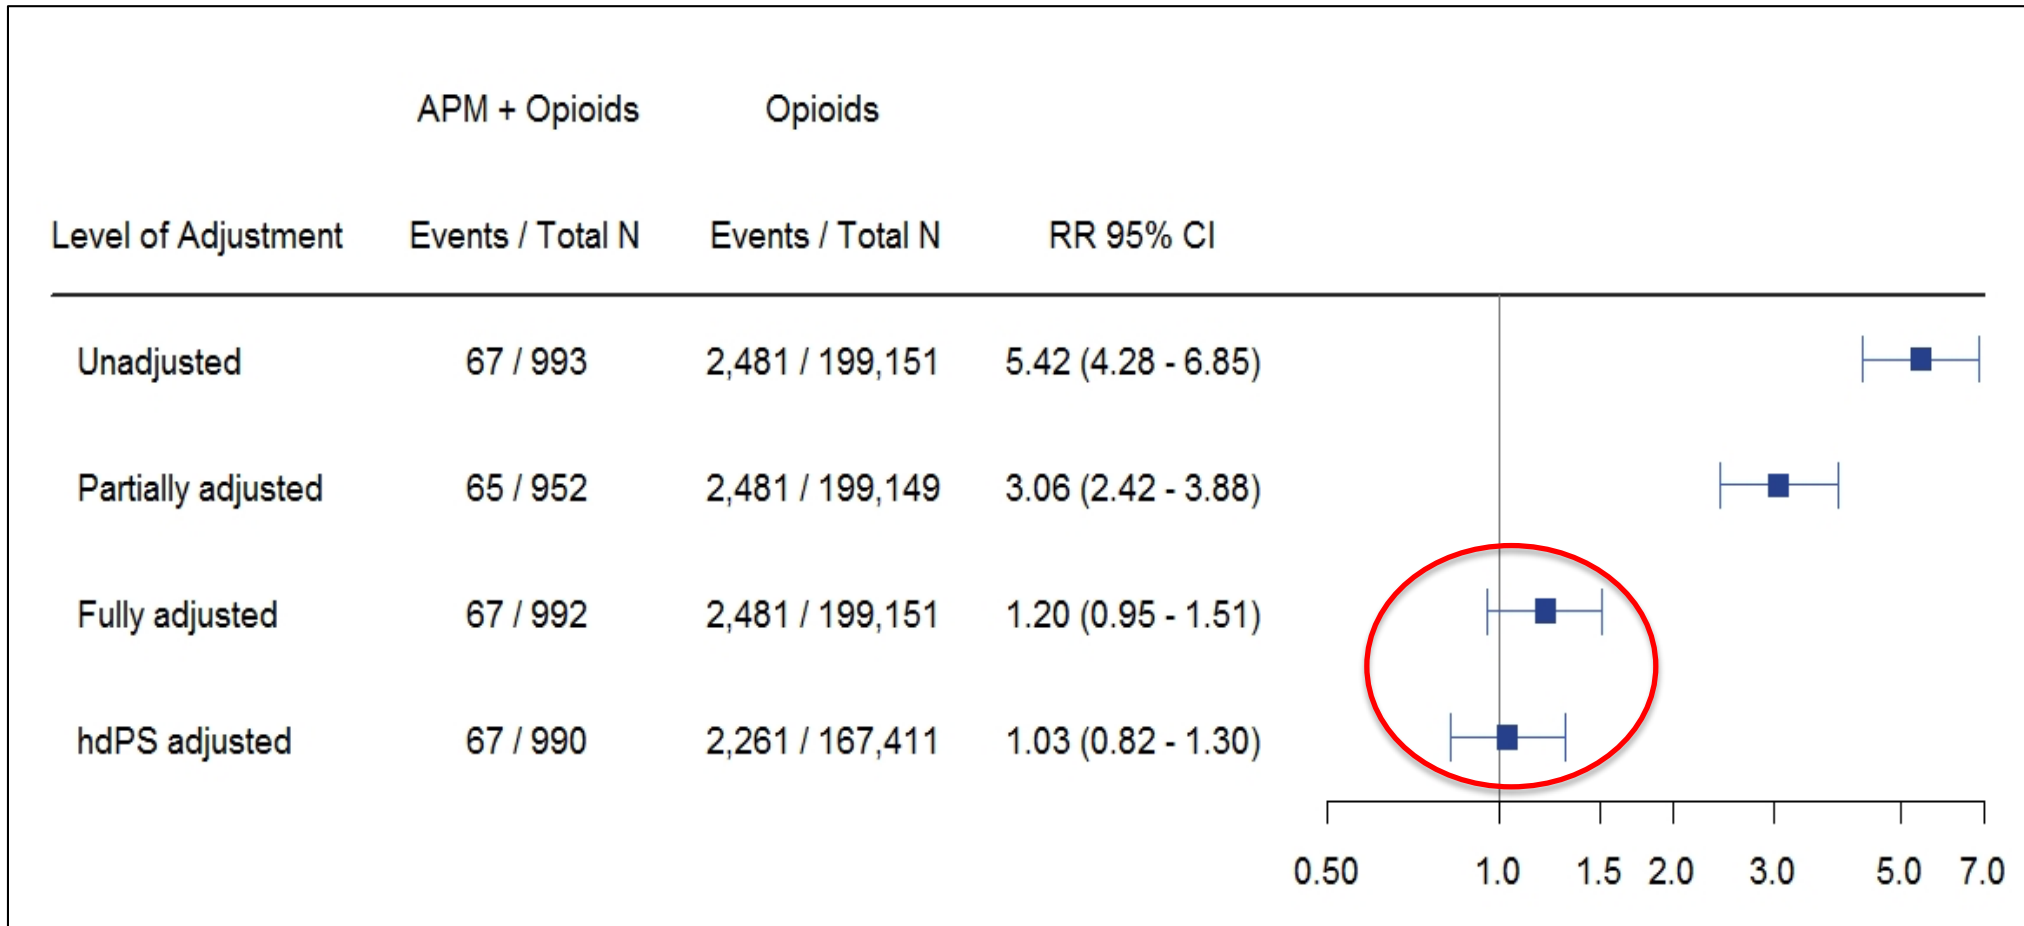 APM + Opioids Opioids
Level of Adjustment Events / Total N Events / Total N RR 95% CI
Unadjusted 67 / 993 2,481 / 199,151 5.42 (4.28 - 6.85)
Partially adjusted 65 / 952 2,481 / 199,149 3.06 (2.42 - 3.88)
Fully adjusted 67 / 992 2,481 / 199,151 1.20 (0.95 - 1.51)
hdPS adjusted 67 / 990 2,261 / 167,411 1.03 (0.82 - 1.30)
0.50 1.0 1.5 2.0 3.0 5.0 7.0